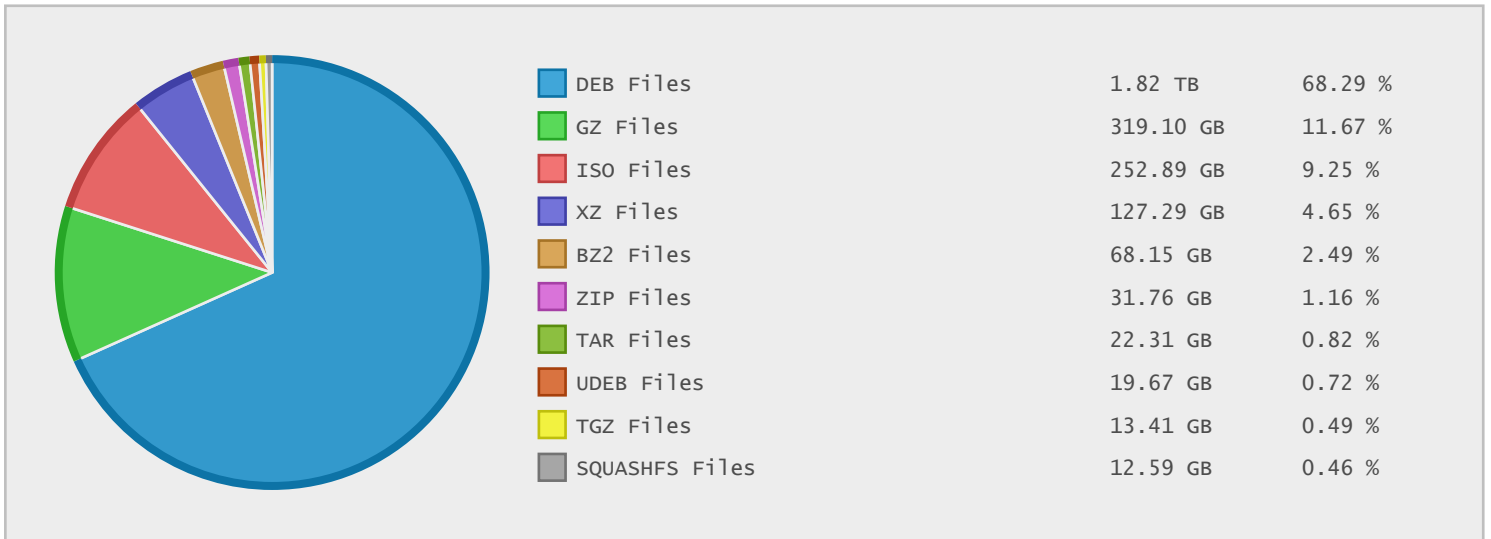 DEB Files 1.82 TB 68.29 %
GZ Files 319.10 GB 11.67 %
ISO Files 252.89 GB 9.25 %
XZ Files 127.29 GB 4.65 %
BZ2 Files 68.15 GB 2.49 %
ZIP Files 31.76 GB 1.16 %
TAR Files 22.31 GB 0.82 %
UDEB Files 19.67 GB 0.72 %
TGZ Files 13.41 GB 0.49 %
SQUASHFS Files 12.59 GB 0.46 %